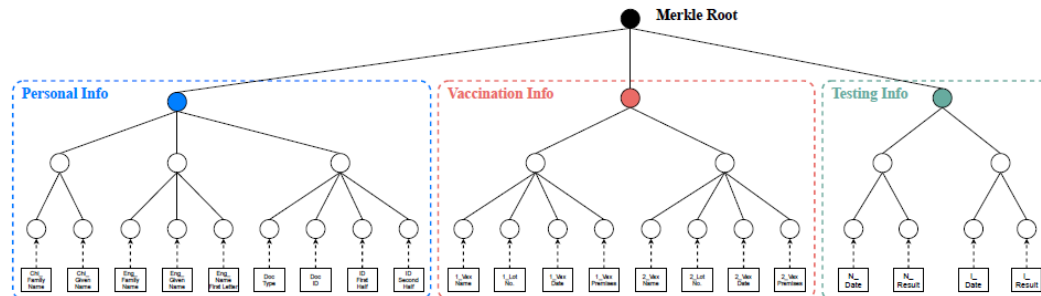 Merkle Root
Personal Info
Vaccination Info
Testing Info
Chi_
Family
Name
Chi_
Given
Name
Eng_
Family
Name
Eng_
Given
Name
Eng_
Name
First Letter
Doc
Type
Doc
ID
ID
First
Half
ID
Second
Half
1_Vax
Name
1_Lot
No.
1_Vax
Date
1_Vax
Premises
2_Vax
Name
2_Lot
No.
2_Vax
Date
2_Vax
Premises
N_
Date
N_
Result
I_
Date
I_
Result